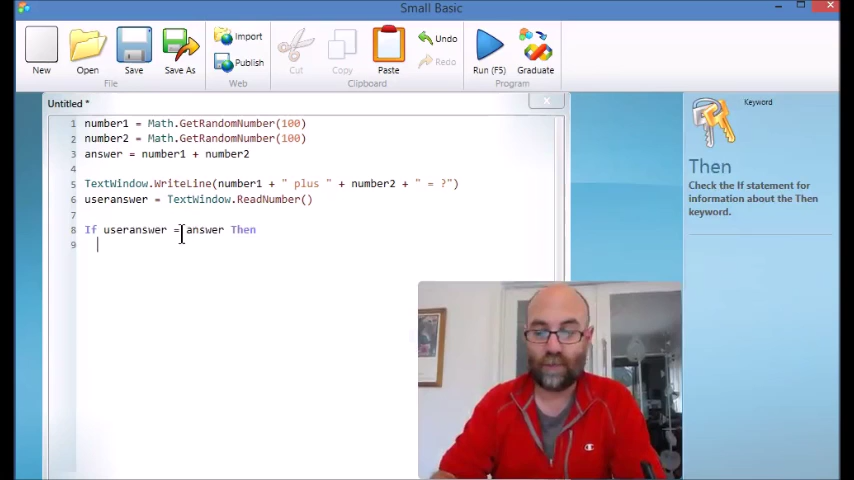 Small Basic
New
Open
Save
Save As
Import
Publish
Cut
Copy
Paste
Undo
Redo
Run (F5)
Graduate
File
Web
Clipboard
Program
Untitled *
1 number1 = Math.GetRandomNumber(100)
2 number2 = Math.GetRandomNumber(100)
3 answer = number1 + number2
4
5 TextWindow.WriteLine(number1 + " plus " + number2 + " = ?")
6 useranswer = TextWindow.ReadNumber()
7
8 If useranswer = answer Then
9
Keyword
Then
Check the If statement for
information about the Then
keyword.